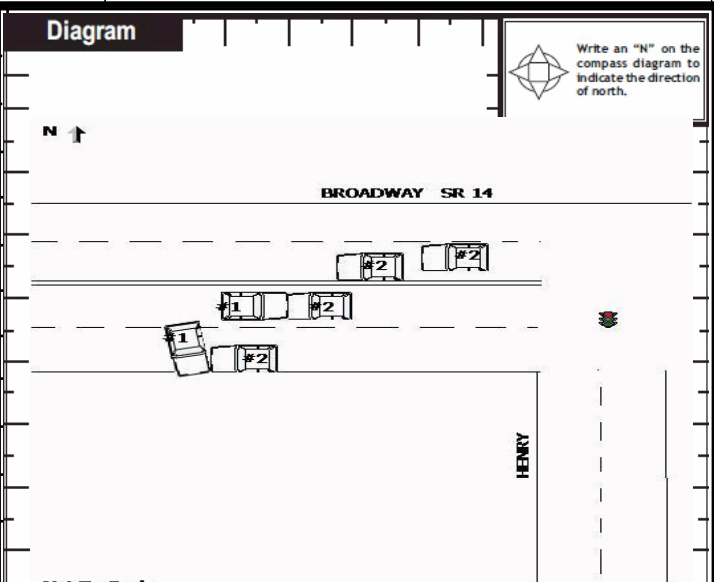 Diagram
Write an “N” on the
compass diagram to
indicate the direction
of north.
N
BROADWAY SR 14
#2
#2
#1
#2
#1
#2
HENRY